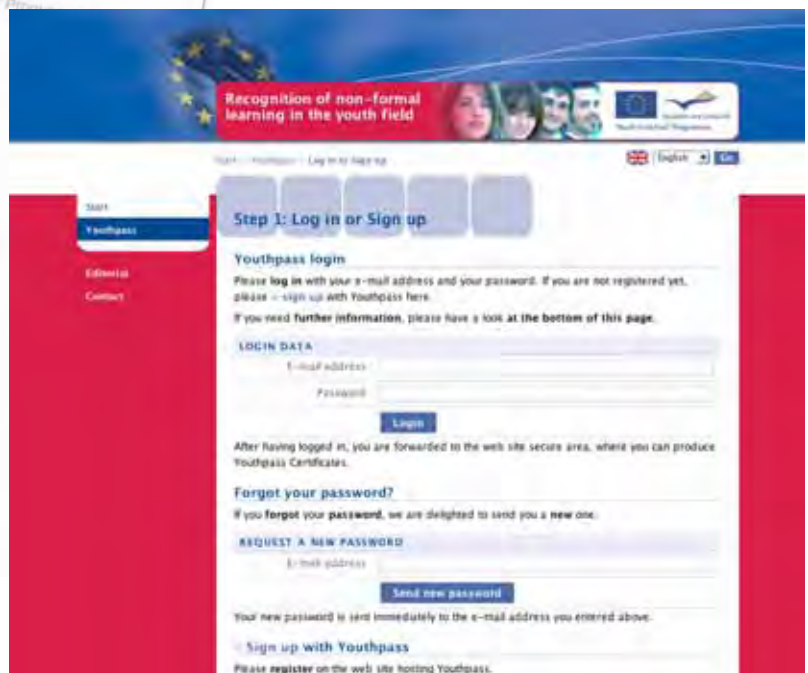 Recognition of non-formal
learning in the youth field
Start > Youthpass > Log in or Sign up
English
Go
Start
Youthpass
Editorial
Contact
Step 1: Log in or Sign up
Youthpass login
Please log in with your e-mail address and your password. If you are not registered yet,
please > sign up with Youthpass here.
If you need further information, please have a look at the bottom of this page.
LOGIN DATA
E-mail address
Password
Login
After having logged in, you are forwarded to the web site secure area, where you can produce
Youthpass Certificates.
Forgot your password?
If you forgot your password, we are delighted to send you a new one.
REQUEST A NEW PASSWORD
E-mail address
Send new password
Your new password is sent immediately to the e-mail address you entered above.
> Sign up with Youthpass
Please register on the web site hosting Youthpass.